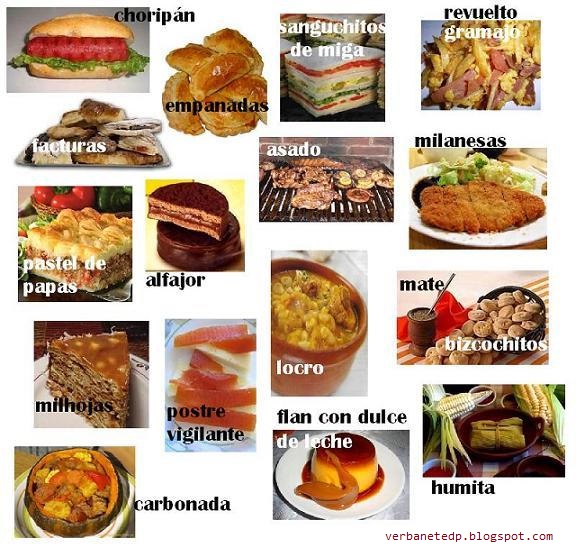 choripán
empanadas
sanguchitos
de miga
revuelto
gramajo
facturas
asado
milanesas
pastel de
papas
alfajor
locro
mate
bizcochitos
milhojas
postre
vigilante
flan con dulce
de leche
humita
carbonada
verbanetedp.blogspot.com